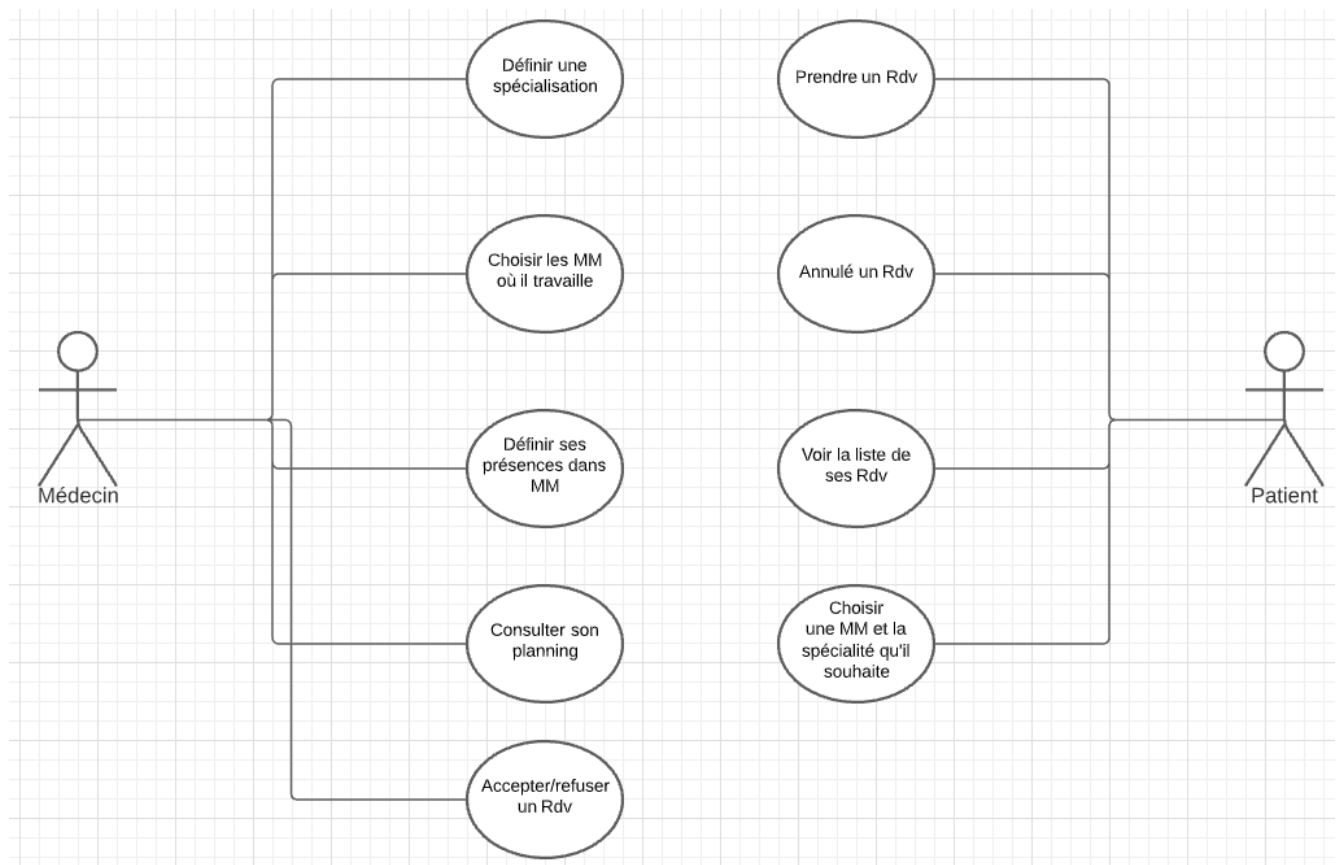 Définir une
spécialisation
Prendre un Rdv
Choisir les MM
où il travaille
Annulé un Rdv
Définir ses
présences dans
MM
Voir la liste de
ses Rdv
Médecin
Patient
Consulter son
planning
Choisir
une MM et la
spécialité qu'il
souhaite
Accepter/refuser
un Rdv